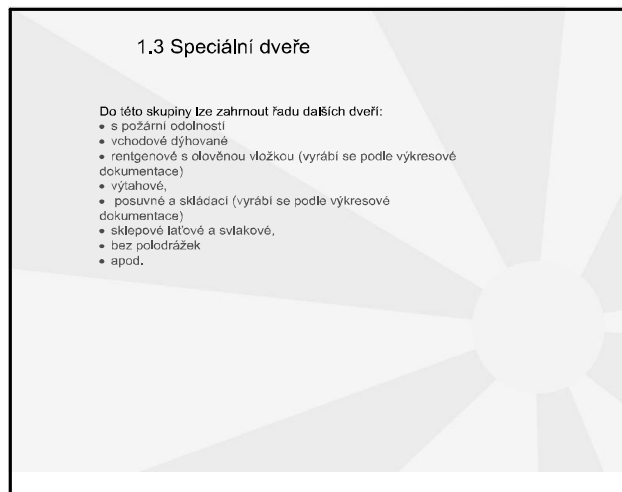 1.3 Speciální dveře
Do této skupiny lze zahrnout řadu dalších dveří:
• s požární odolností
• vchodové dýhované
• rentgenové s olověnou vložkou (vyrábí se podle výkresové
dokumentace)
• výtahové,
• posuvné a skládací (vyrábí se podle výkresové
dokumentace)
• sklepové laťové a svlakové,
• bez polodrážek
• apod.